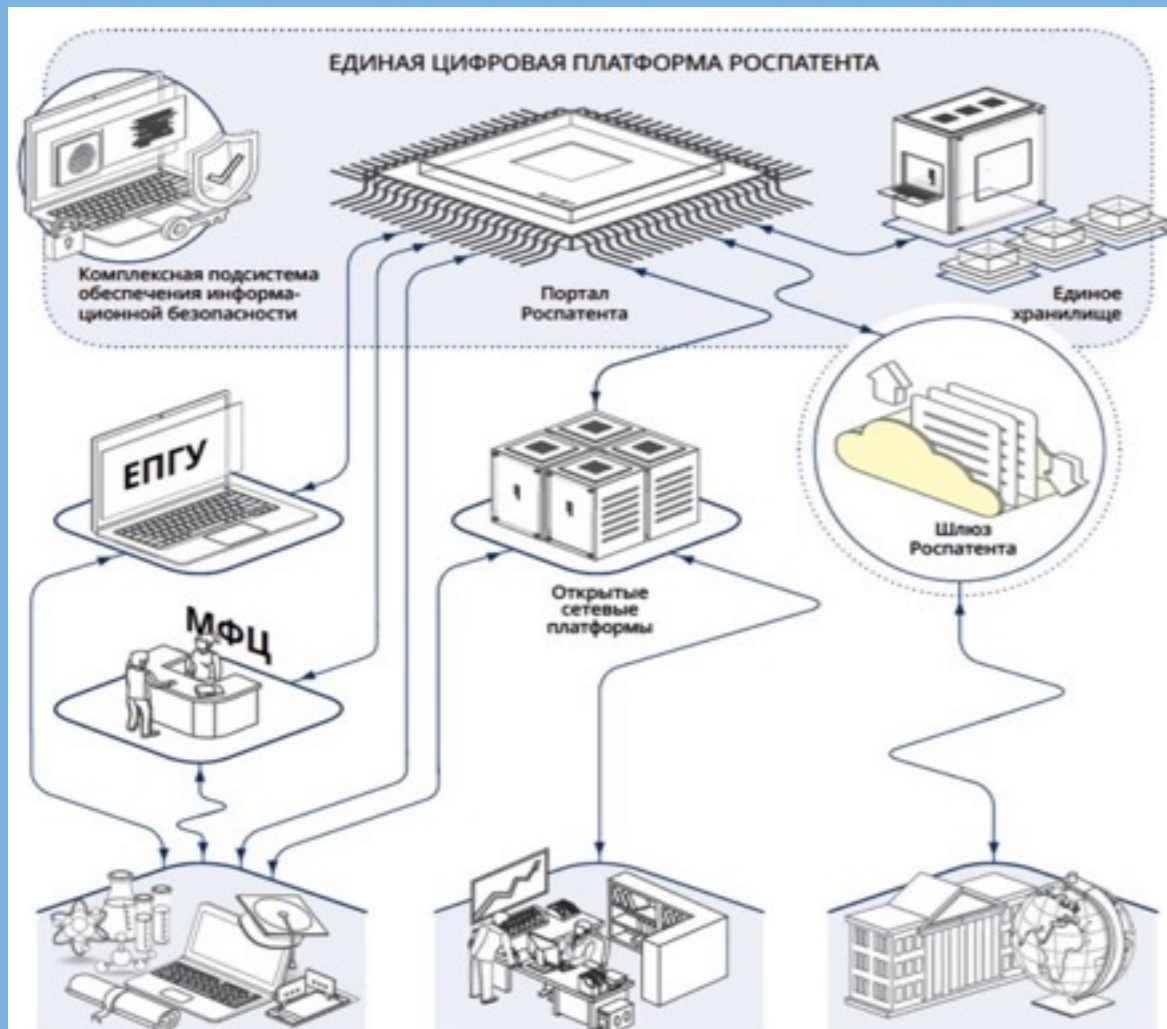 ЕДИНАЯ ЦИФРОВАЯ ПЛАТФОРМА РОСПАТЕНТА
Комплексная подсистема
обеспечения информа-
ционной безопасности
Портал
Роспатента
Единое
хранилище
ЕПГУ
Шлюз
Роспатента
Открытые
сетевые
платформы
МФЦ